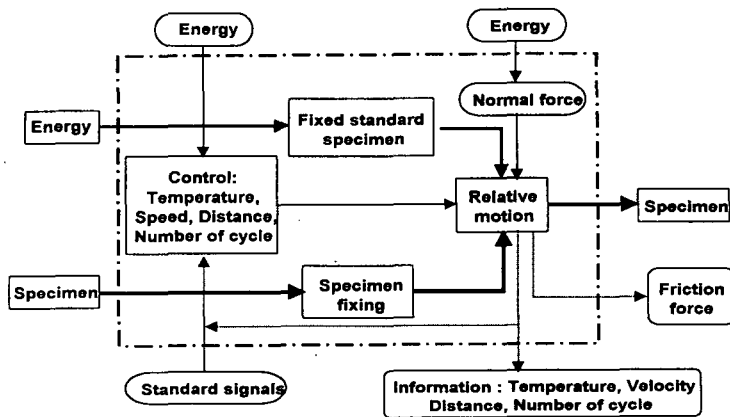 Energy
Energy
Normal force
Energy
Fixed standard
specimen
Control:
Temperature,
Speed, Distance,
Number of cycle
Relative
motion
Specimen
Specimen
Specimen
fixing
Friction
force
Standard signals
Information : Temperature, Velocity
Distance, Number of cycle